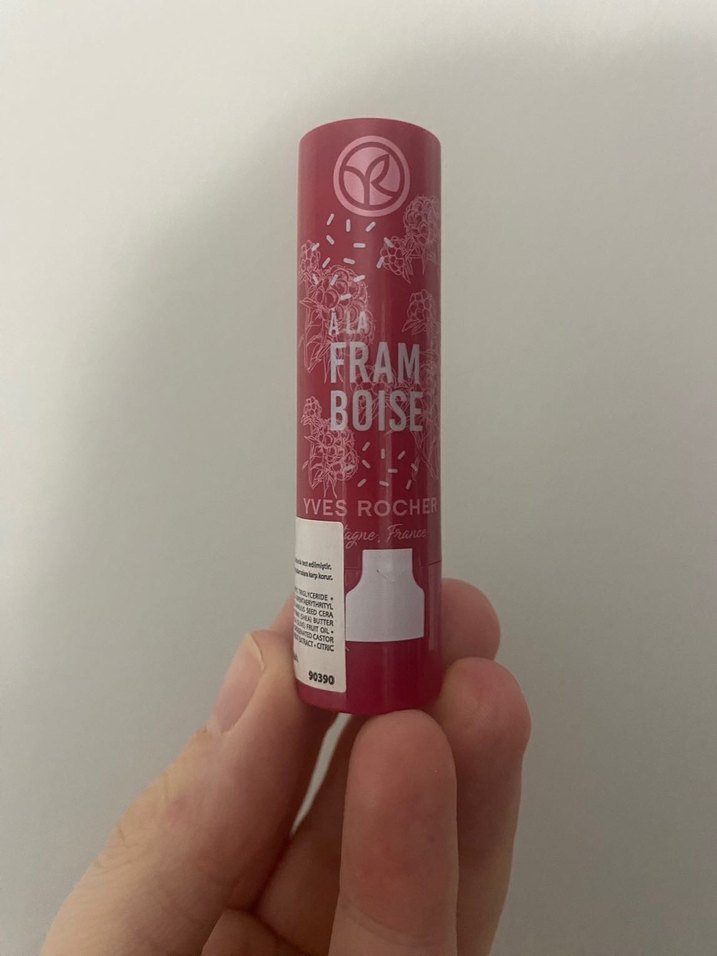 À LA
FRAM
BOISE
YVES ROCHER
France
test edilmiştir.
karşı korur.
TRIGLYCERIDE •
SEED CERA
(SHEA) BUTTER
FRUIT OIL •
CASTOR
EXTRACT • CITRIC
90390